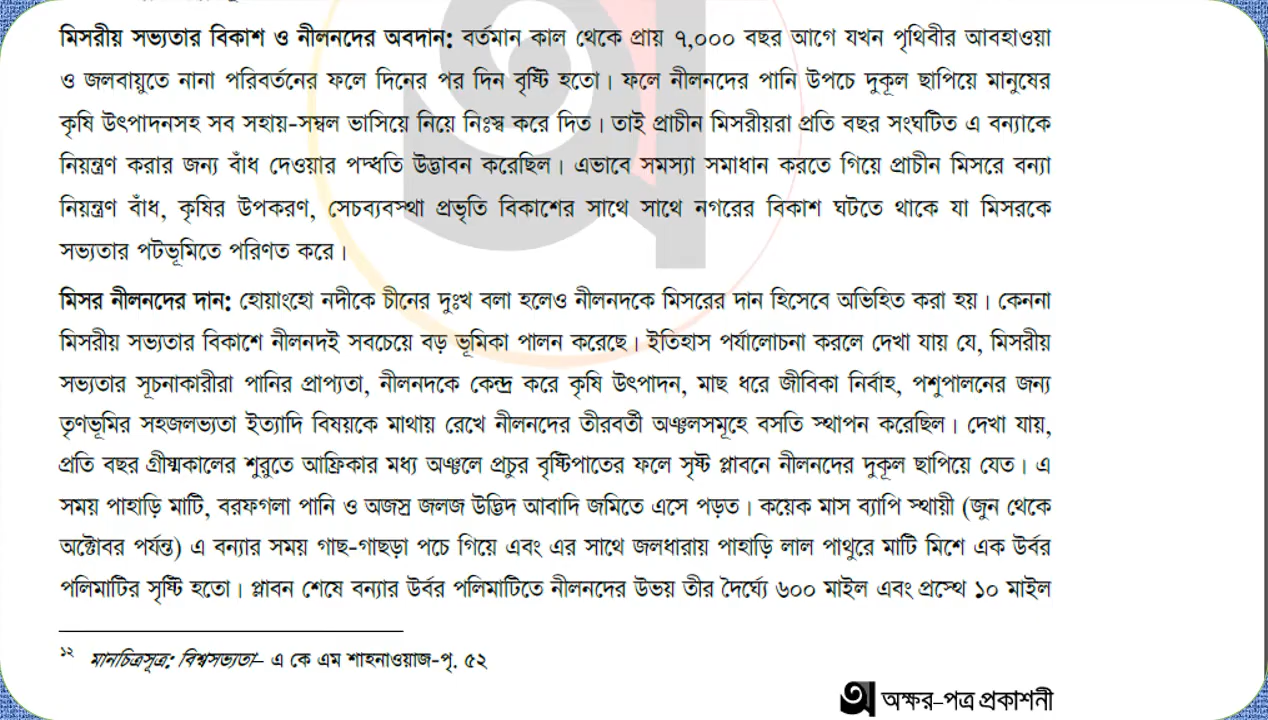 মিসরীয় সভ্যতার বিকাশ ও নীলনদের অবদান: বর্তমান কাল থেকে প্রায় ৭,০০০ বছর আগে যখন পৃথিবীর আবহাওয়া
ও জলবায়ুতে নানা পরিবর্তনের ফলে দিনের পর দিন বৃষ্টি হতো। ফলে নীলনদের পানি উপচে দুকূল ছাপিয়ে মানুষের
কৃষি উৎপাদনসহ সব সহায়-সম্বল ভাসিয়ে নিয়ে নিঃস্ব করে দিত। তাই প্রাচীন মিসরীয়রা প্রতি বছর সংঘটিত এ বন্যাকে
নিয়ন্ত্রণ করার জন্য বাঁধ দেওয়ার পদ্ধতি উদ্ভাবন করেছিল। এভাবে সমস্যা সমাধান করতে গিয়ে প্রাচীন মিসরে বন্যা
নিয়ন্ত্রণ বাঁধ, কৃষির উপকরণ, সেচব্যবস্থা প্রভৃতি বিকাশের সাথে সাথে নগরের বিকাশ ঘটতে থাকে যা মিসরকে
সভ্যতার পটভূমিতে পরিণত করে।
মিসর নীলনদের দান: হোয়াংহো নদীকে চীনের দুঃখ বলা হলেও নীলনদকে মিসরের দান হিসেবে অভিহিত করা হয়। কেননা
মিসরীয় সভ্যতার বিকাশে নীলনদই সবচেয়ে বড় ভূমিকা পালন করেছে। ইতিহাস পর্যালোচনা করলে দেখা যায় যে, মিসরীয়
সভ্যতার সূচনাকারীরা পানির প্রাপ্যতা, নীলনদকে কেন্দ্র করে কৃষি উৎপাদন, মাছ ধরে জীবিকা নির্বাহ, পশুপালনের জন্য
তৃণভূমির সহজলভ্যতা ইত্যাদি বিষয়কে মাথায় রেখে নীলনদের তীরবর্তী অঞ্চলসমূহে বসতি স্থাপন করেছিল। দেখা যায়,
প্রতি বছর গ্রীষ্মকালের শুরুতে আফ্রিকার মধ্য অঞ্চলে প্রচুর বৃষ্টিপাতের ফলে সৃষ্ট প্লাবনে নীলনদের দুকূল ছাপিয়ে যেত। এ
সময় পাহাড়ি মাটি, বরফগলা পানি ও অজস্র জলজ উদ্ভিদ আবাদি জমিতে এসে পড়ত। কয়েক মাস ব্যাপি স্থায়ী (জুন থেকে
অক্টোবর পর্যন্ত) এ বন্যার সময় গাছ-গাছড়া পচে গিয়ে এবং এর সাথে জলধারায় পাহাড়ি লাল পাথুরে মাটি মিশে এক উর্বর
পলিমাটির সৃষ্টি হতো। প্লাবন শেষে বন্যার উর্বর পলিমাটিতে নীলনদের উভয় তীর দৈর্ঘ্যে ৬০০ মাইল এবং প্রস্থে ১০ মাইল
১২ মানচিত্রসূত্র: বিশ্বসভ্যতা– এ কে এম শাহনাওয়াজ-পৃ. ৫২
অক্ষর-পত্র প্রকাশনী